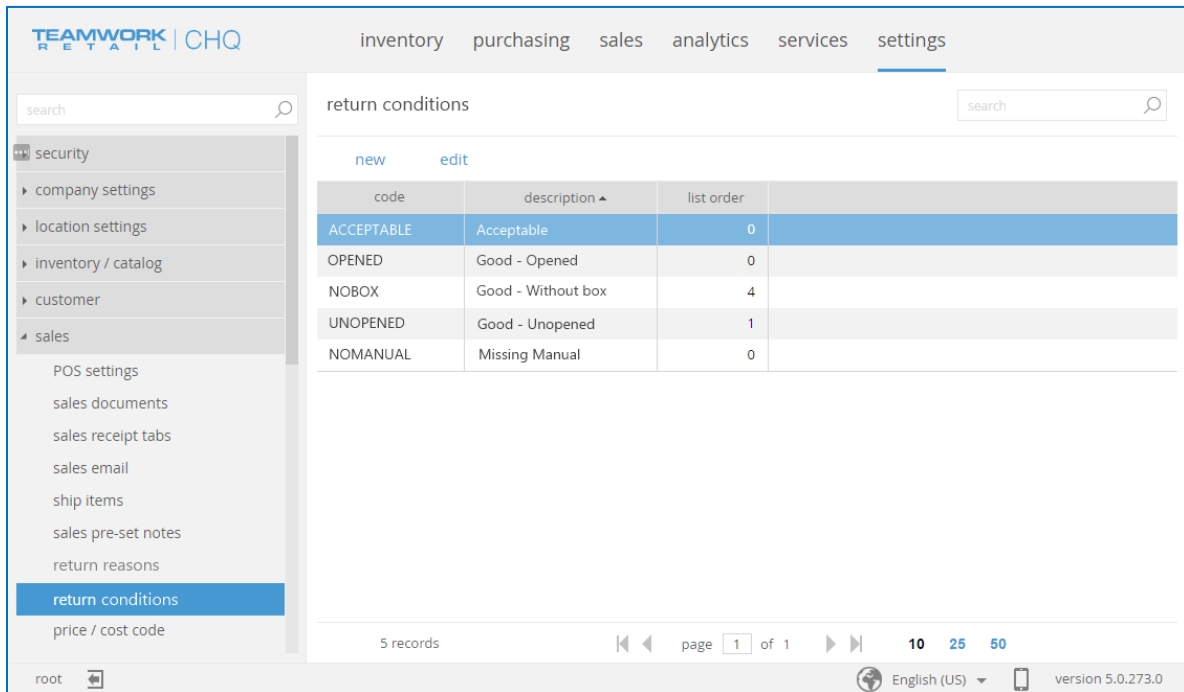 TEAMWORK RETAIL | CHQ
inventory purchasing sales analytics services settings
search
security
company settings
location settings
inventory / catalog
customer
sales
POS settings
sales documents
sales receipt tabs
sales email
ship items
sales pre-set notes
return reasons
return conditions
price / cost code
return conditions
search
new edit
code description list order
ACCEPTABLE Acceptable 0
OPENED Good - Opened 0
NOBOX Good - Without box 4
UNOPENED Good - Unopened 1
NOMANUAL Missing Manual 0
5 records page 1 of 1 10 25 50
root English (US) version 5.0.273.0